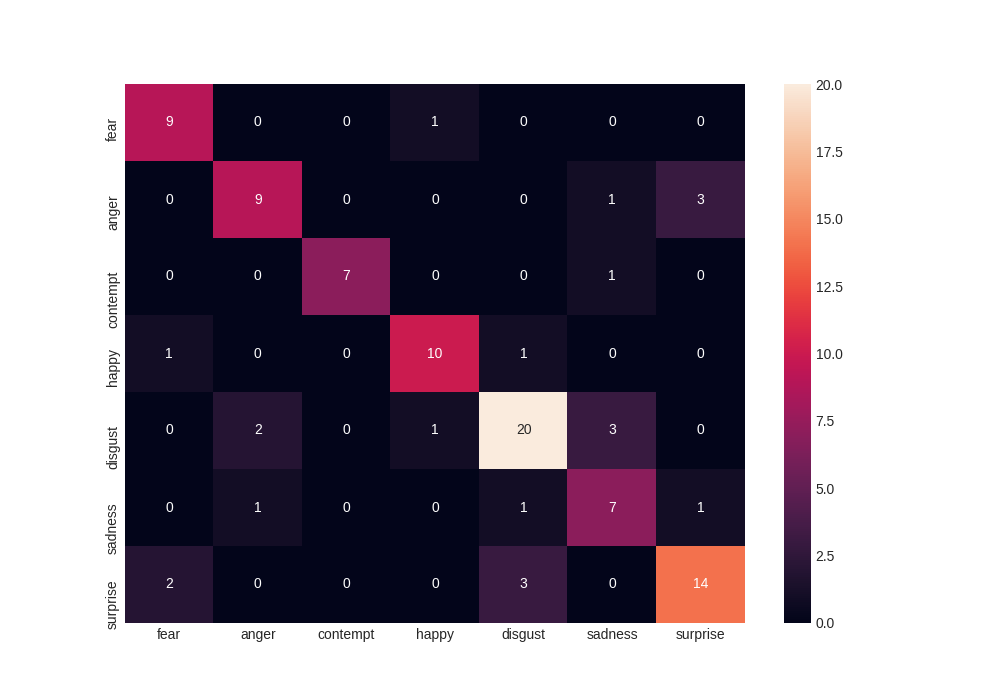 20.0
fear 9 0 0 1 0 0 0
17.5
anger 0 9 0 0 0 1 3
15.0
contempt 0 0 7 0 0 1 0
12.5
happy 1 0 0 10 1 0 0
10.0
7.5
disgust 0 2 0 1 20 3 0
5.0
sadness 0 1 0 0 1 7 1
2.5
surprise 2 0 0 0 3 0 14
0.0
fear anger contempt happy disgust sadness surprise